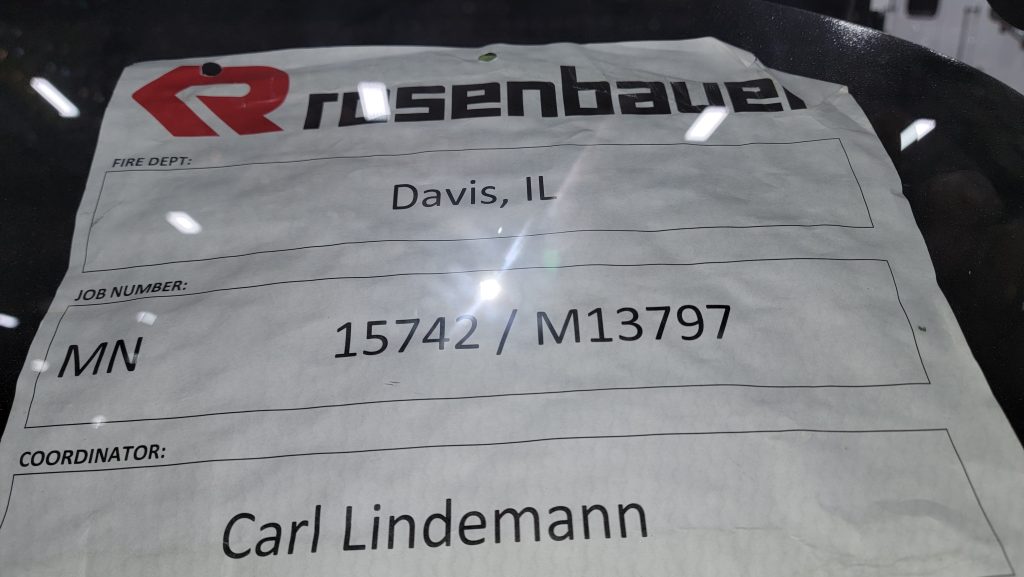 rosenbauer
FIRE DEPT:
Davis, IL
JOB NUMBER:
MN 15742 / M13797
COORDINATOR:
Carl Lindemann